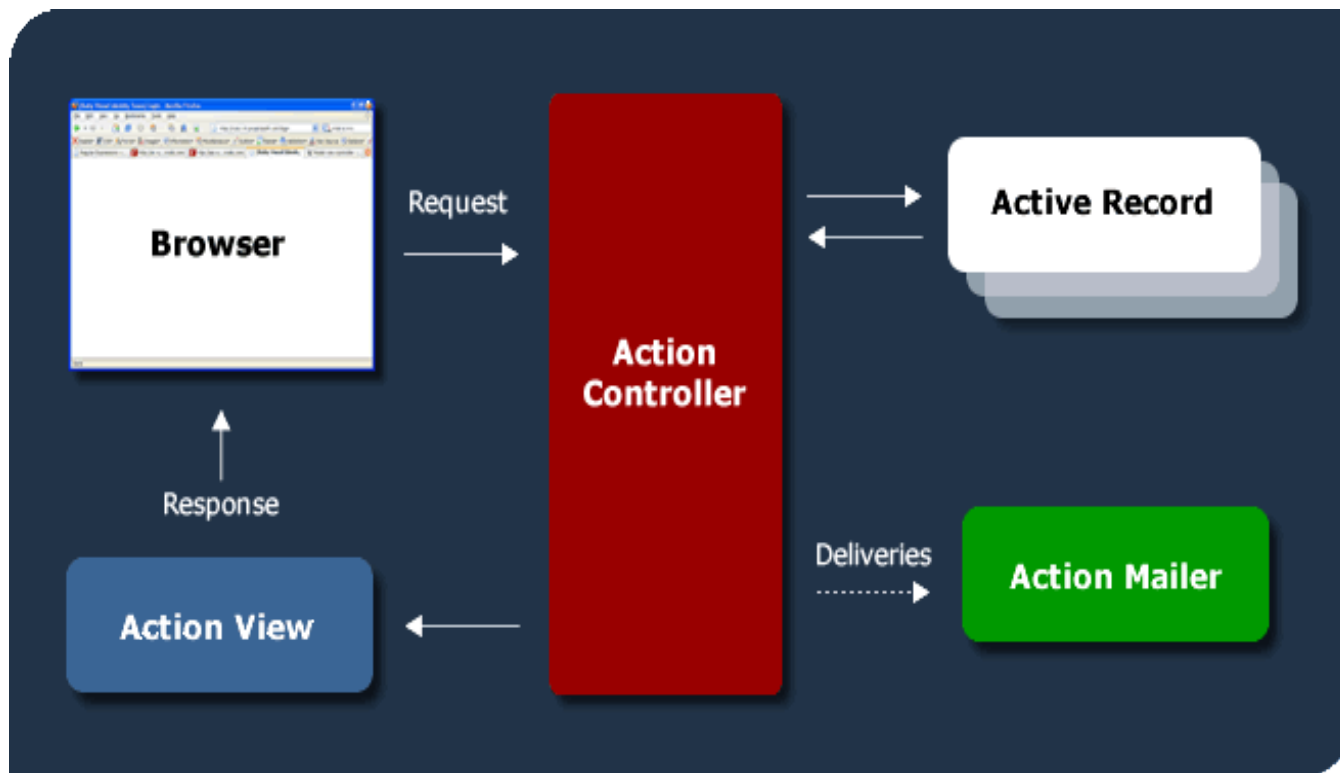 Browser
Request
Action
Controller
Active Record
Response
Deliveries
Action View
Action Mailer